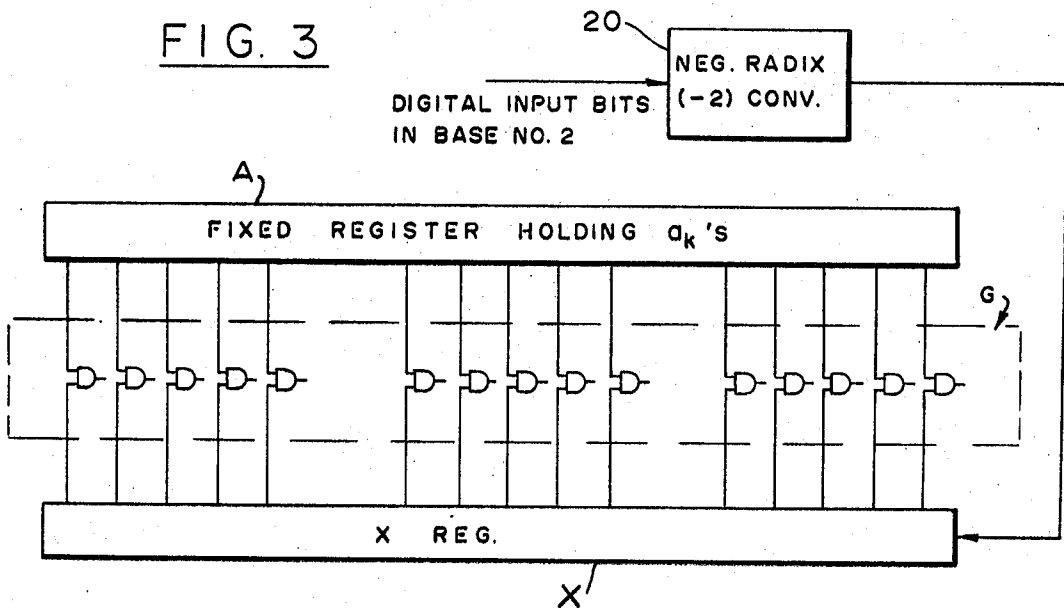 FIG. 3
20
NEG. RADIX
(-2) CONV.
DIGITAL INPUT BITS
IN BASE NO. 2
A
FIXED REGISTER HOLDING ak's
G
X REG.
X